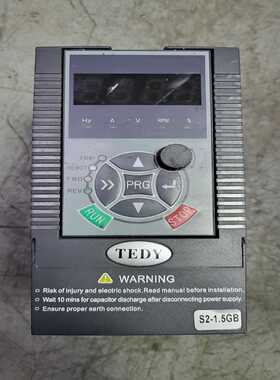 Hz A V RPM %
FWD
REV
PRG
RUN
STOP
TEDY
WARNING
Risk of injury and electric shock. Read manual before installation.
Wait 10 mins for capacitor discharge after disconnecting power supply.
Ensure proper earth connection.
S2-1.5GB